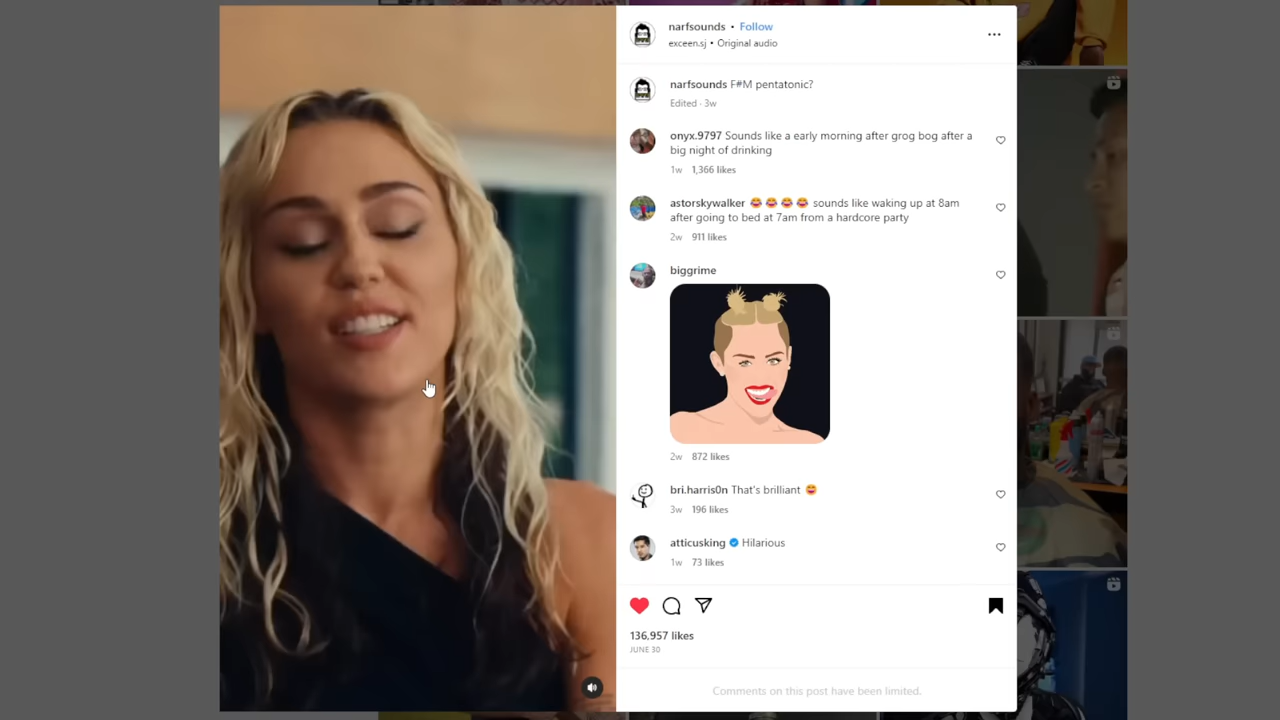 narfsounds • Follow
exceen.sj • Original audio
narfsounds F#M pentatonic?
Edited · 3w
onyx.9797 Sounds like a early morning after grog bog after a
big night of drinking
1w 1,366 likes
astorskywalker 😂😂😂😂 sounds like waking up at 8am
after going to bed at 7am from a hardcore party
2w 911 likes
biggrime
2w 872 likes
bri.harris0n That's brilliant 😂
3w 196 likes
atticusking Hilarious
1w 73 likes
136,957 likes
JUNE 30
Comments on this post have been limited.